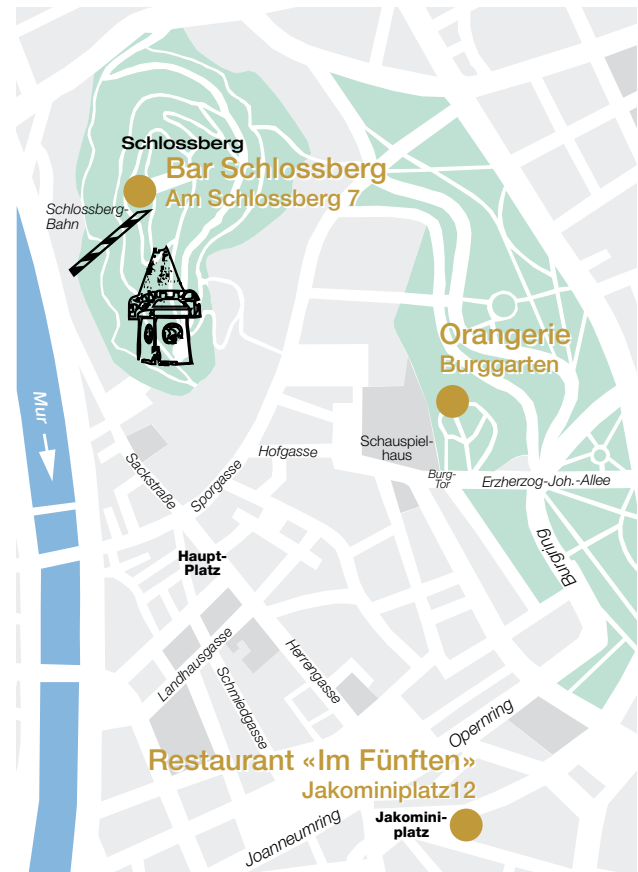 Schlossberg
Bar Schlossberg
Am Schlossberg 7
Schlossberg-
Bahn
Orangerie
Burggarten
Mur
Schauspiel-
haus
Hofgasse
Burg-
Tor
Erzherzog-Joh.-Allee
Sackstraße
Sporgasse
Haupt-
Platz
Burgring
Landhausgasse
Schmiedgasse
Herrengasse
Opernring
Restaurant «Im Fünften»
Jakominiplatz12
Jakomini-
platz
Joanneumring